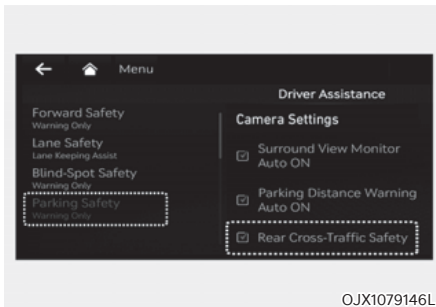 Menu
Driver Assistance
Forward Safety
Warning Only
Lane Safety
Lane Keeping Assist
Blind-Spot Safety
Warning Only
Parking Safety
Warning Only
Camera Settings
Surround View Monitor
Auto ON
Parking Distance Warning
Auto ON
Rear Cross-Traffic Safety
OJX1079146L